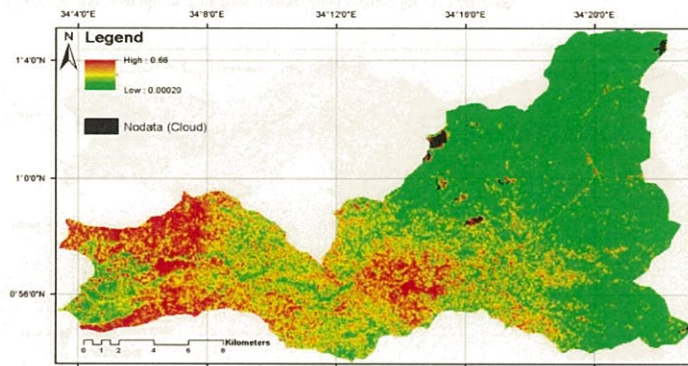 34°4'0"E 34°8'0"E 34°12'0"E 34°16'0"E 34°20'0"E
N
Legend
High : 0.66
Low : 0.00020
Nodata (Cloud)
1°4'0"N
1°0'0"N
0°56'0"N
Kilometers
0 1 2 4 6 8